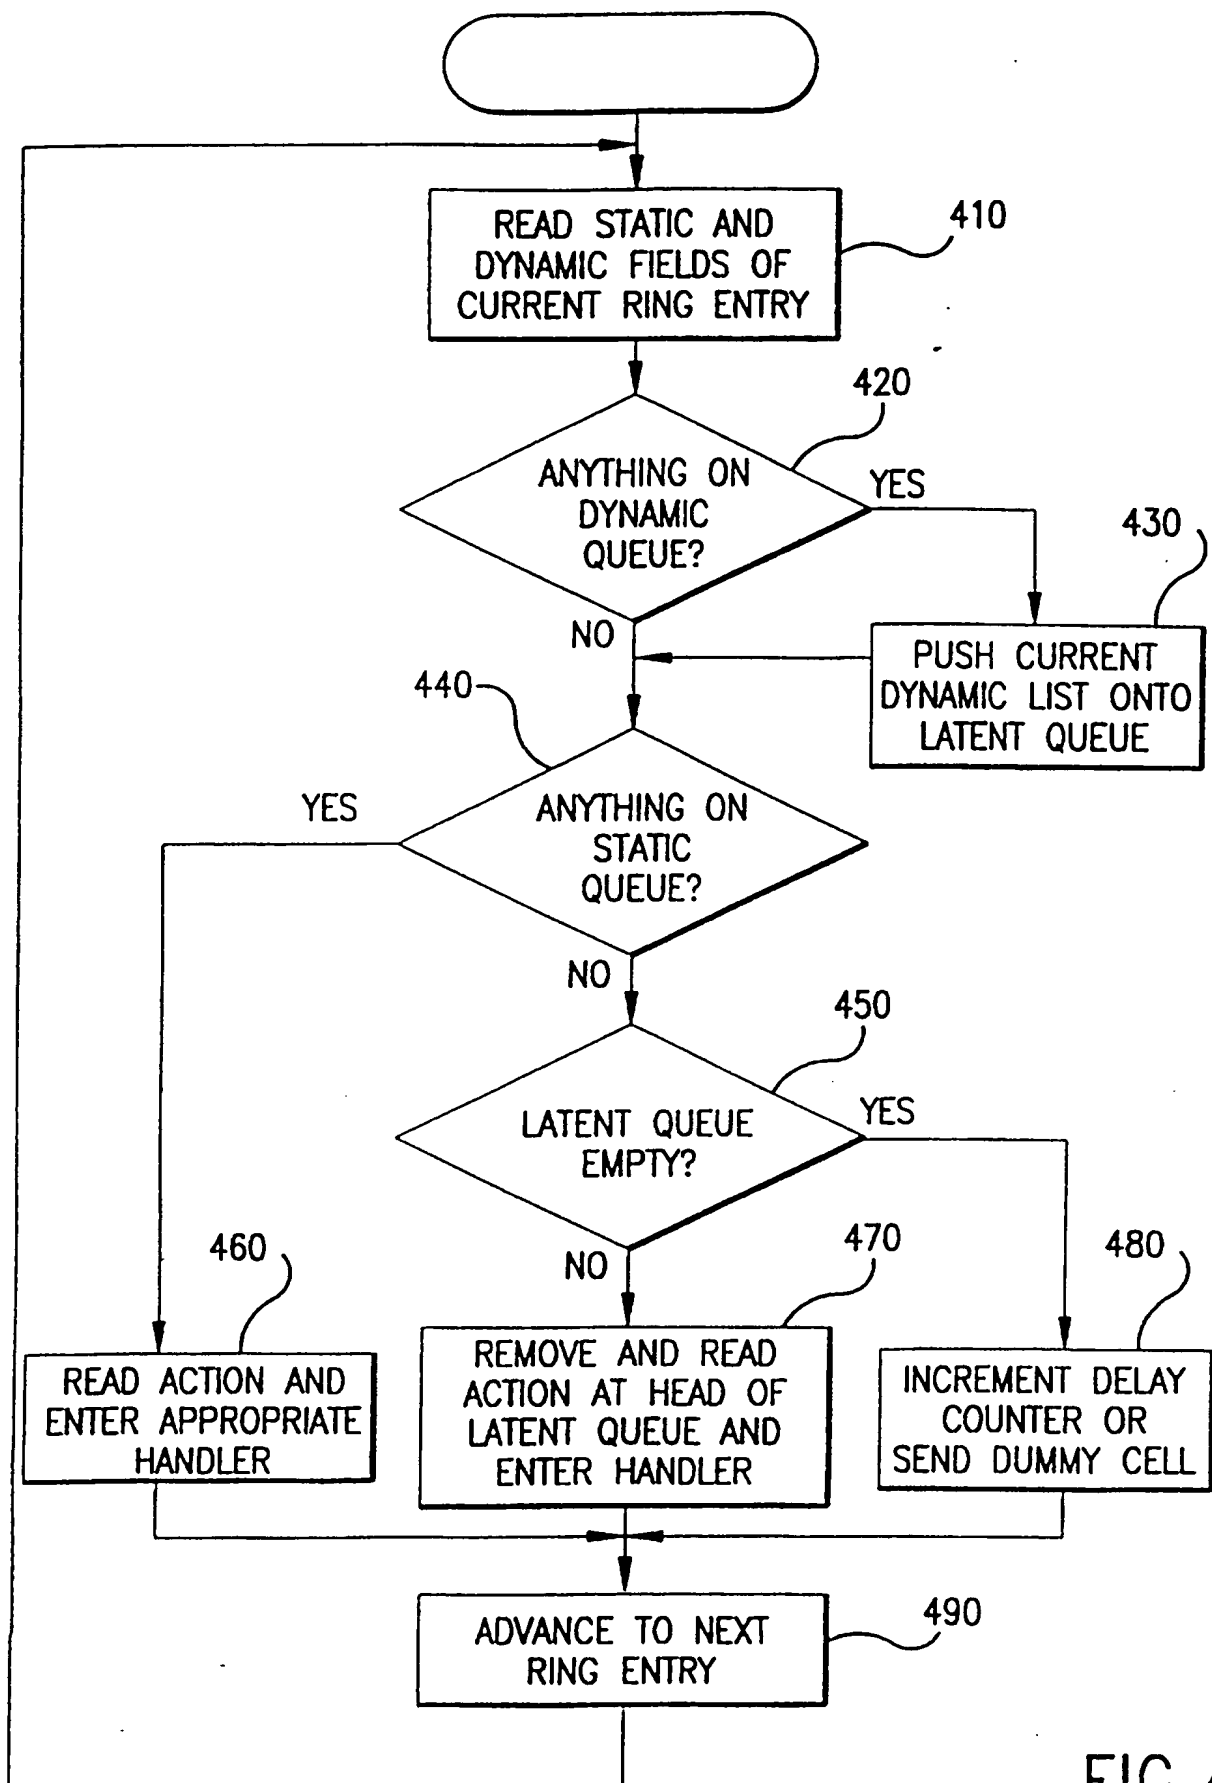 READ STATIC AND
DYNAMIC FIELDS OF
CURRENT RING ENTRY
410
420
ANYTHING ON
DYNAMIC
QUEUE?
YES
430
NO
PUSH CURRENT
DYNAMIC LIST ONTO
LATENT QUEUE
440
YES
ANYTHING ON
STATIC
QUEUE?
NO
450
LATENT QUEUE
EMPTY?
YES
460
NO
470
480
READ ACTION AND
ENTER APPROPRIATE
HANDLER
REMOVE AND READ
ACTION AT HEAD OF
LATENT QUEUE AND
ENTER HANDLER
INCREMENT DELAY
COUNTER OR
SEND DUMMY CELL
ADVANCE TO NEXT
RING ENTRY
490
FIG